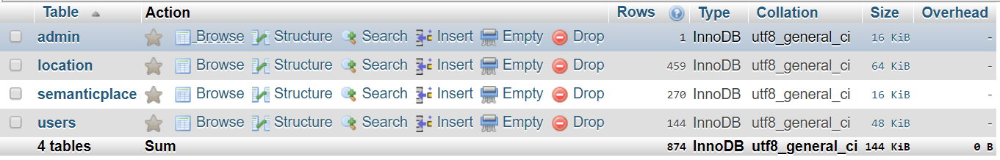 Table Action Rows Type Collation Size Overhead
admin Browse Structure Search Insert Empty Drop 1 InnoDB utf8_general_ci 16 KiB -
location Browse Structure Search Insert Empty Drop 459 InnoDB utf8_general_ci 64 KiB -
semanticplace Browse Structure Search Insert Empty Drop 270 InnoDB utf8_general_ci 16 KiB -
users Browse Structure Search Insert Empty Drop 144 InnoDB utf8_general_ci 48 KiB -
4 tables Sum 874 InnoDB utf8_general_ci 144 KiB 0 B